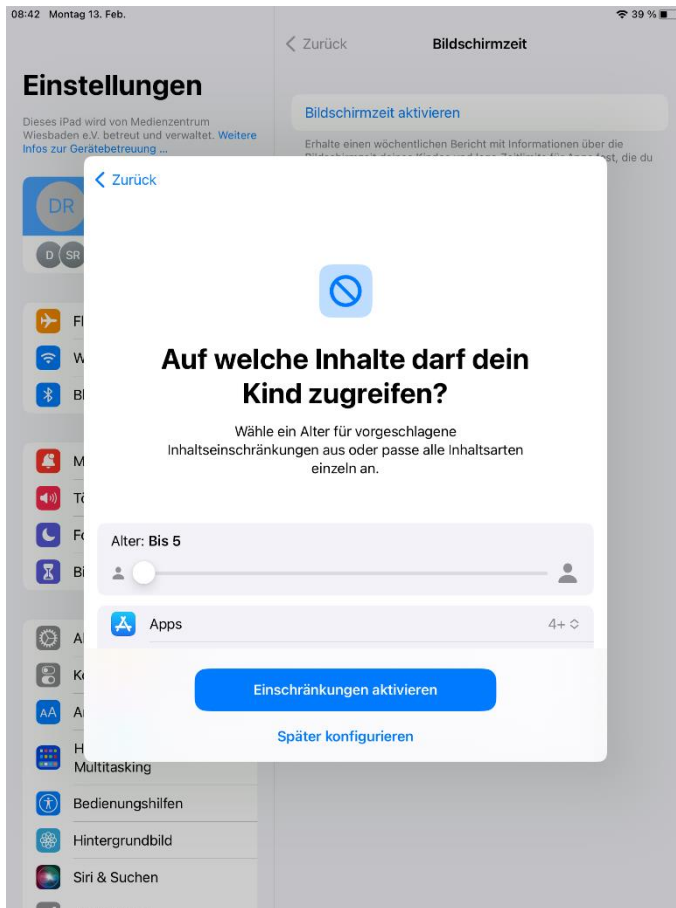 08:42 Montag 13. Feb.
39 %
Zurück
Bildschirmzeit
Einstellungen
Dieses iPad wird von Medienzentrum
Wiesbaden e.V. betreut und verwaltet. Weitere
Infos zur Gerätebetreuung ...
Bildschirmzeit aktivieren
Erhalte einen wöchentlichen Bericht mit Informationen über die
DR
D
SR
Zurück
Auf welche Inhalte darf dein
Kind zugreifen?
Wähle ein Alter für vorgeschlagene
Inhaltseinschränkungen aus oder passe alle Inhaltsarten
einzeln an.
Alter: Bis 5
Apps
4+
Einschränkungen aktivieren
Später konfigurieren
AA
Multitasking
Bedienungshilfen
Hintergrundbild
Siri & Suchen